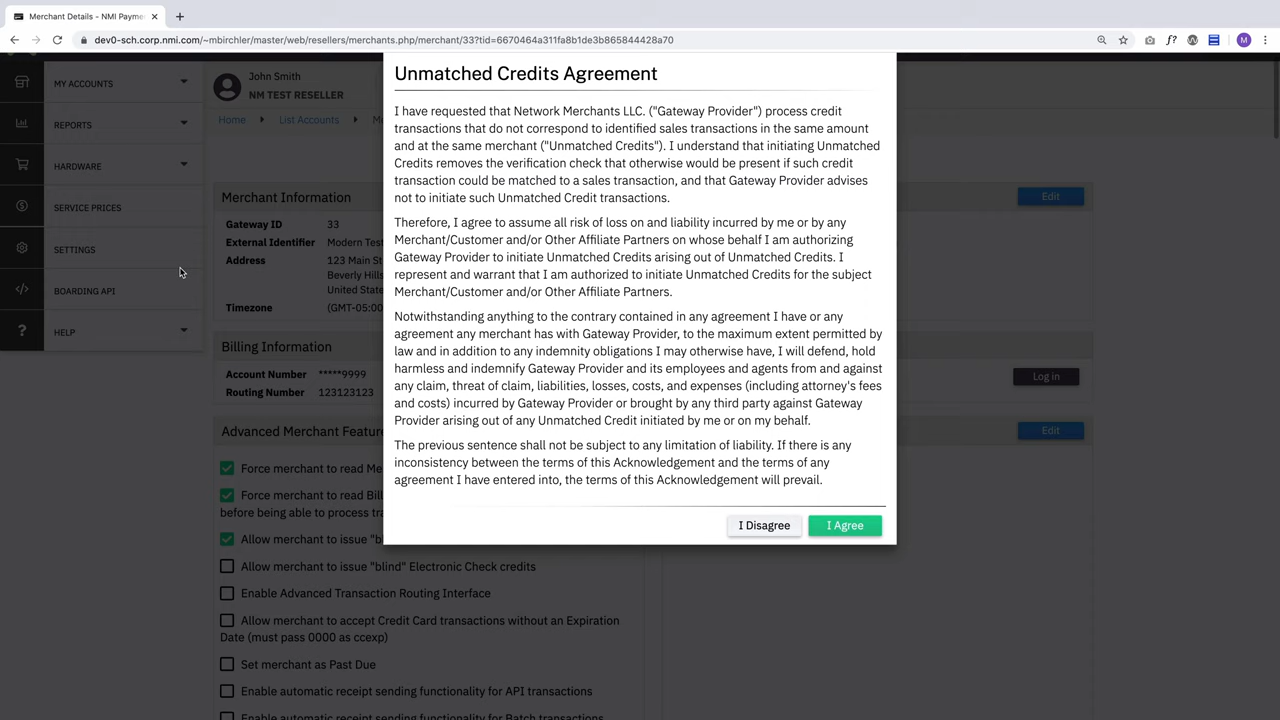 Merchant Details - NMI Payme
dev0-sch.corp.nmi.com/~mbirchler/master/web/resellers/merchants.php/merchant/33?tid=6670464a311fa8b1de3b865844428a70
f?
M
MY ACCOUNTS
REPORTS
HARDWARE
SERVICE PRICES
SETTINGS
BOARDING API
HELP
John Smith
NM TEST RESELLER
Home
List Accounts
Merchant Information
Edit
Gateway ID 33
External Identifier Modern Test
Address 123 Main St
Beverly Hills
United States
Timezone (GMT-05:00
Billing Information
Account Number *****9999
Routing Number 123123123
Log in
Advanced Merchant Feature
Edit
Force merchant to read Me
Force merchant to read Bill
before being able to process tra
Allow merchant to issue "bl
Allow merchant to issue "blind" Electronic Check credits
Enable Advanced Transaction Routing Interface
Allow merchant to accept Credit Card transactions without an Expiration
Date (must pass 0000 as ccexp)
Set merchant as Past Due
Enable automatic receipt sending functionality for API transactions
Enable automatic receipt sending functionality for Batch transactions
Unmatched Credits Agreement
I have requested that Network Merchants LLC. ("Gateway Provider") process credit
transactions that do not correspond to identified sales transactions in the same amount
and at the same merchant ("Unmatched Credits"). I understand that initiating Unmatched
Credits removes the verification check that otherwise would be present if such credit
transaction could be matched to a sales transaction, and that Gateway Provider advises
not to initiate such Unmatched Credit transactions.
Therefore, I agree to assume all risk of loss on and liability incurred by me or by any
Merchant/Customer and/or Other Affiliate Partners on whose behalf I am authorizing
Gateway Provider to initiate Unmatched Credits arising out of Unmatched Credits. I
represent and warrant that I am authorized to initiate Unmatched Credits for the subject
Merchant/Customer and/or Other Affiliate Partners.
Notwithstanding anything to the contrary contained in any agreement I have or any
agreement any merchant has with Gateway Provider, to the maximum extent permitted by
law and in addition to any indemnity obligations I may otherwise have, I will defend, hold
harmless and indemnify Gateway Provider and its employees and agents from and against
any claim, threat of claim, liabilities, losses, costs, and expenses (including attorney's fees
and costs) incurred by Gateway Provider or brought by any third party against Gateway
Provider arising out of any Unmatched Credit initiated by me or on my behalf.
The previous sentence shall not be subject to any limitation of liability. If there is any
inconsistency between the terms of this Acknowledgement and the terms of any
agreement I have entered into, the terms of this Acknowledgement will prevail.
I Disagree
I Agree